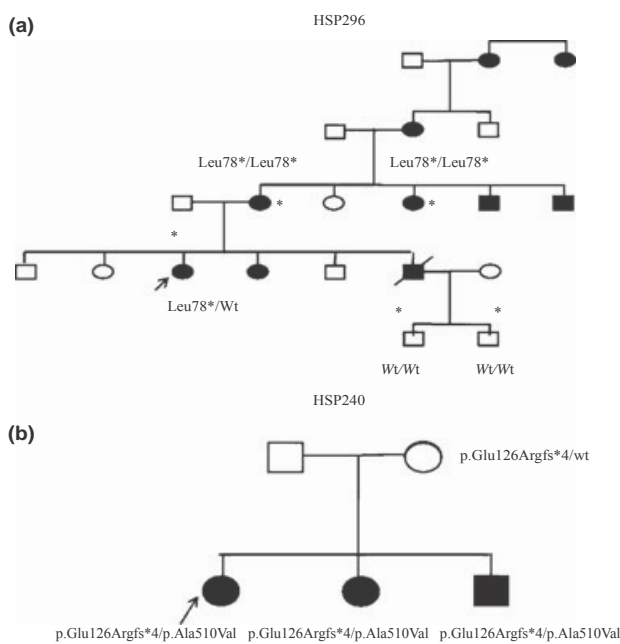 (a)
HSP296
Leu78*/Leu78* Leu78*/Leu78*
* *
*
Leu78*/Wt
* *
Wt/Wt Wt/Wt
HSP240
(b)
p.Glu126Argfs*4/wt
p.Glu126Argfs*4/p.Ala510Val p.Glu126Argfs*4/p.Ala510Val p.Glu126Argfs*4/p.Ala510Val